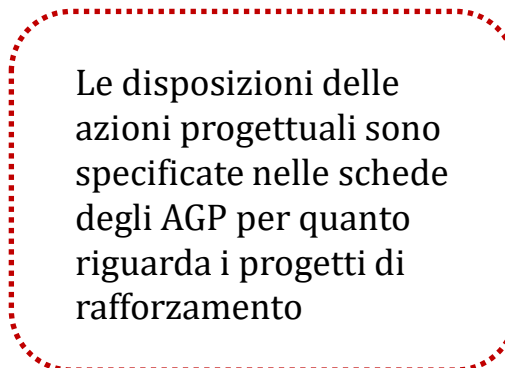 Le disposizioni delle
azioni progettuali sono
specificate nelle schede
degli AGP per quanto
riguarda i progetti di
rafforzamento